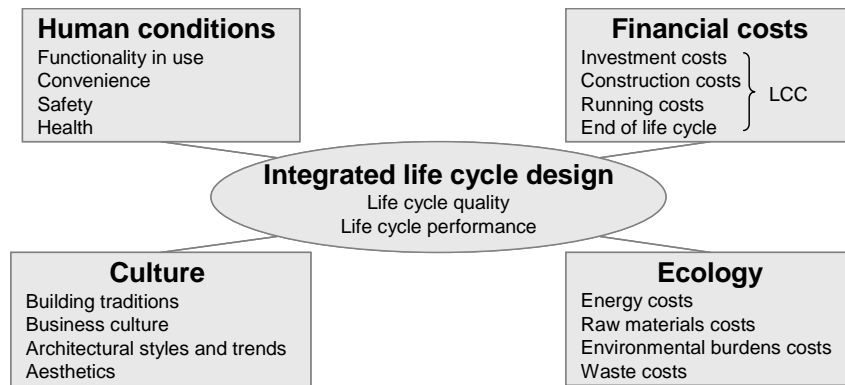 Human conditions
Functionality in use
Convenience
Safety
Health
Financial costs
Investment costs
Construction costs
Running costs
End of life cycle
LCC
Integrated life cycle design
Life cycle quality
Life cycle performance
Culture
Building traditions
Business culture
Architectural styles and trends
Aesthetics
Ecology
Energy costs
Raw materials costs
Environmental burdens costs
Waste costs